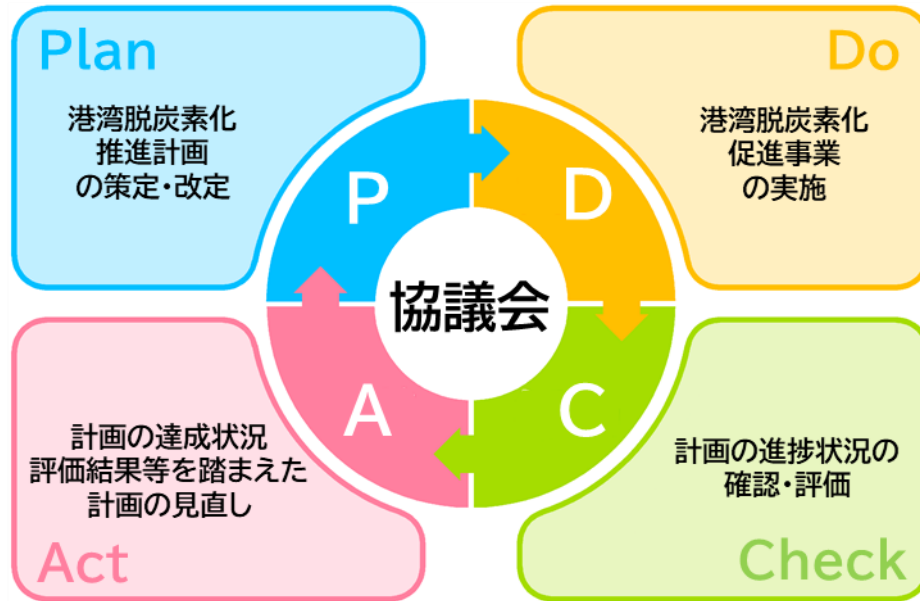 Plan
港湾脱炭素化
推進計画
の策定・改定
Do
港湾脱炭素化
促進事業
の実施
P
D
協議会
A
C
計画の達成状況
評価結果等を踏まえた
計画の見直し
Act
計画の進捗状況の
確認・評価
Check